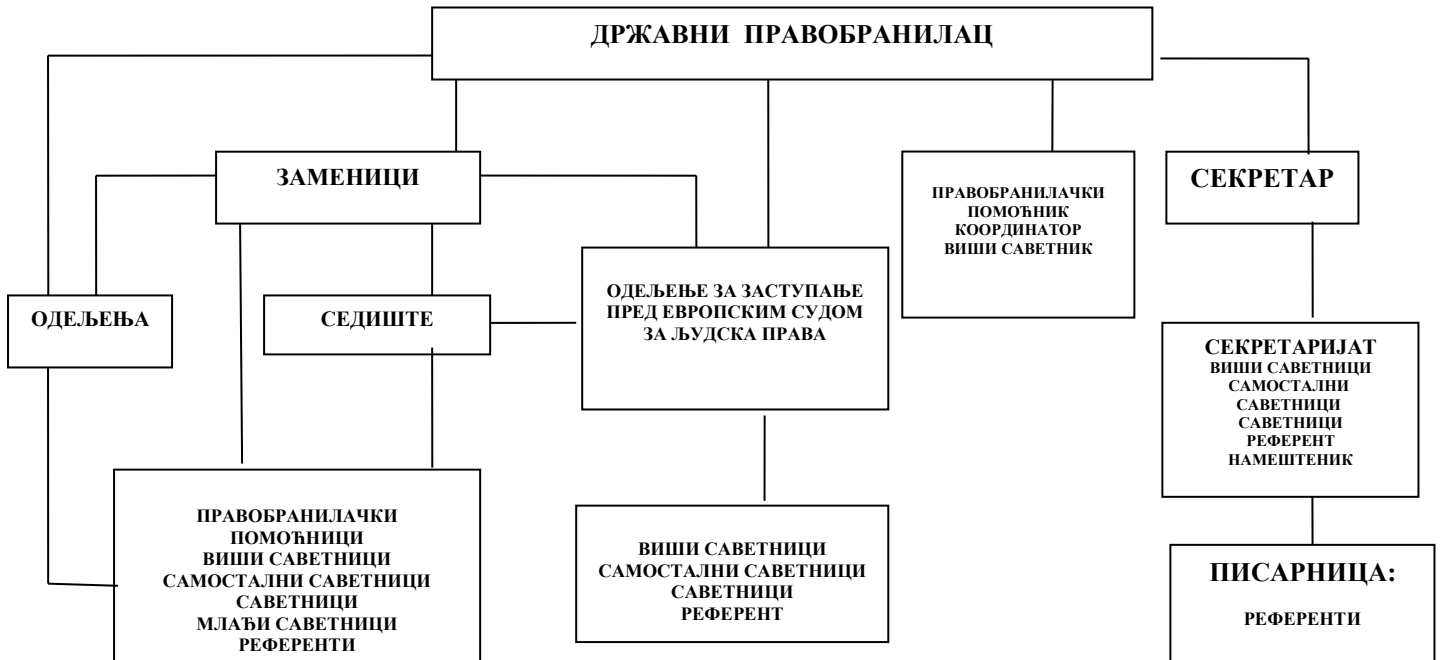 ДРЖАВНИ ПРАВОБРАНИЛАЦ
ЗАМЕНИЦИ
ПРАВОБРАНИЛАЧКИ
ПОМОЋНИК
КООРДИНАТОР
ВИШИ САВЕТНИК
СЕКРЕТАР
ОДЕЉЕЊА
СЕДИШТЕ
ОДЕЉЕЊЕ ЗА ЗАСТУПАЊЕ
ПРЕД ЕВРОПСКИМ СУДОМ
ЗА ЉУДСКА ПРАВА
СЕКРЕТАРИЈАТ
ВИШИ САВЕТНИЦИ
САМОСТАЛНИ
САВЕТНИЦИ
САВЕТНИЦИ
РЕФЕРЕНТ
НАМЕШТЕНИК
ПРАВОБРАНИЛАЧКИ
ПОМОЋНИЦИ
ВИШИ САВЕТНИЦИ
САМОСТАЛНИ САВЕТНИЦИ
САВЕТНИЦИ
МЛАЂИ САВЕТНИЦИ
РЕФЕРЕНТИ
ВИШИ САВЕТНИЦИ
САМОСТАЛНИ САВЕТНИЦИ
САВЕТНИЦИ
РЕФЕРЕНТ
ПИСАРНИЦА:
РЕФЕРЕНТИ